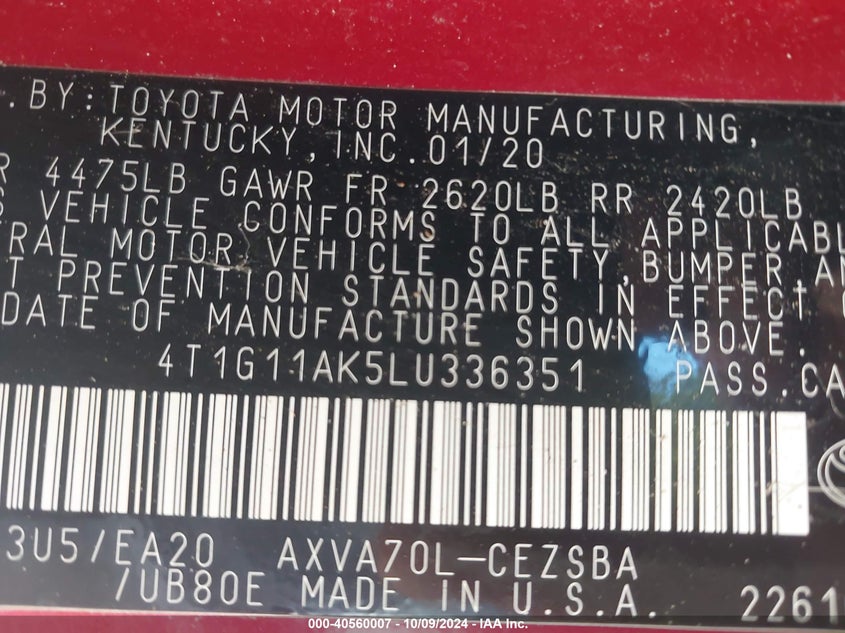 . BY: TOYOTA MOTOR MANUFACTURING,
KENTUCKY, INC. 01/20
R 4475LB GAWR FR 2620LB RR 2420LB
S VEHICLE CONFORMS TO ALL APPLICABL
RAL MOTOR VEHICLE SAFETY, BUMPER, AN
T PREVENTION STANDARDS IN EFFECT
DATE OF MANUFACTURE SHOWN ABOVE.
4T1G11AK5LU336351 PASS.CA
3U5/EA20 AXVA70L-CEZSBA
/UB80E MADE IN U.S.A. 2261
000-40560007 - 10/09/2024 - IAA Inc.